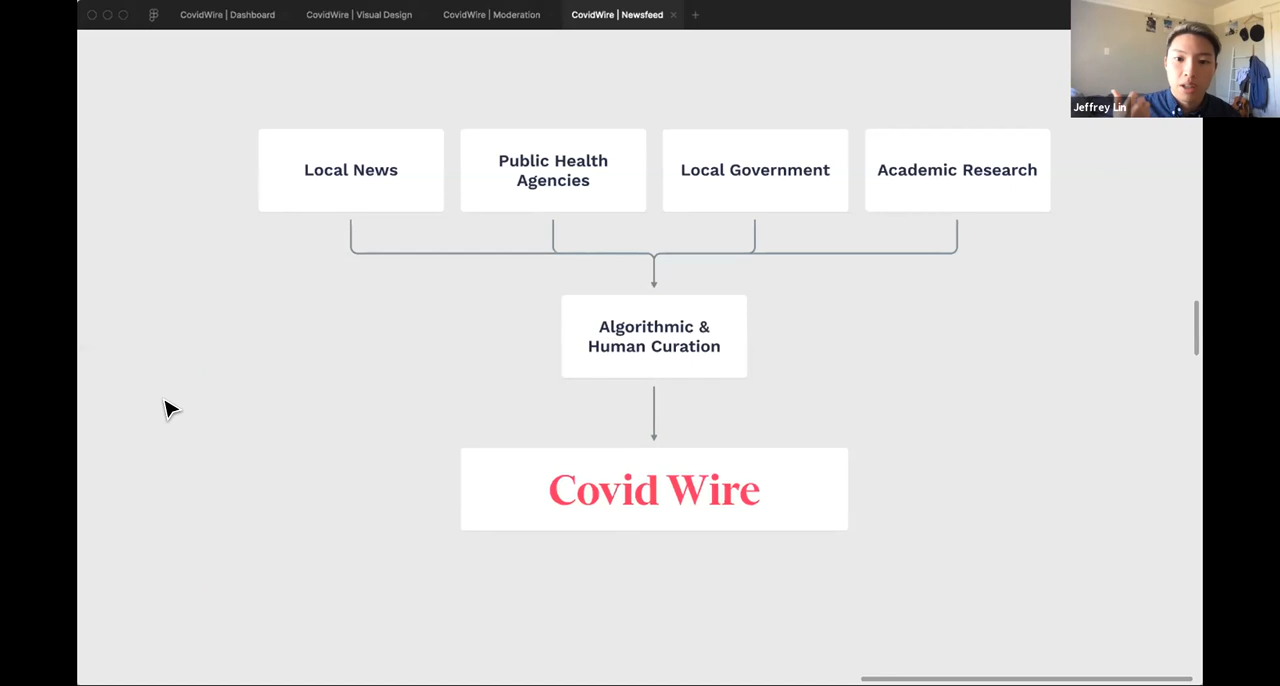 CovidWire | Dashboard
CovidWire | Visual Design
CovidWire | Moderation
CovidWire | Newsfeed
Jeffrey Lin
Local News
Public Health
Agencies
Local Government
Academic Research
Algorithmic &
Human Curation
Covid Wire